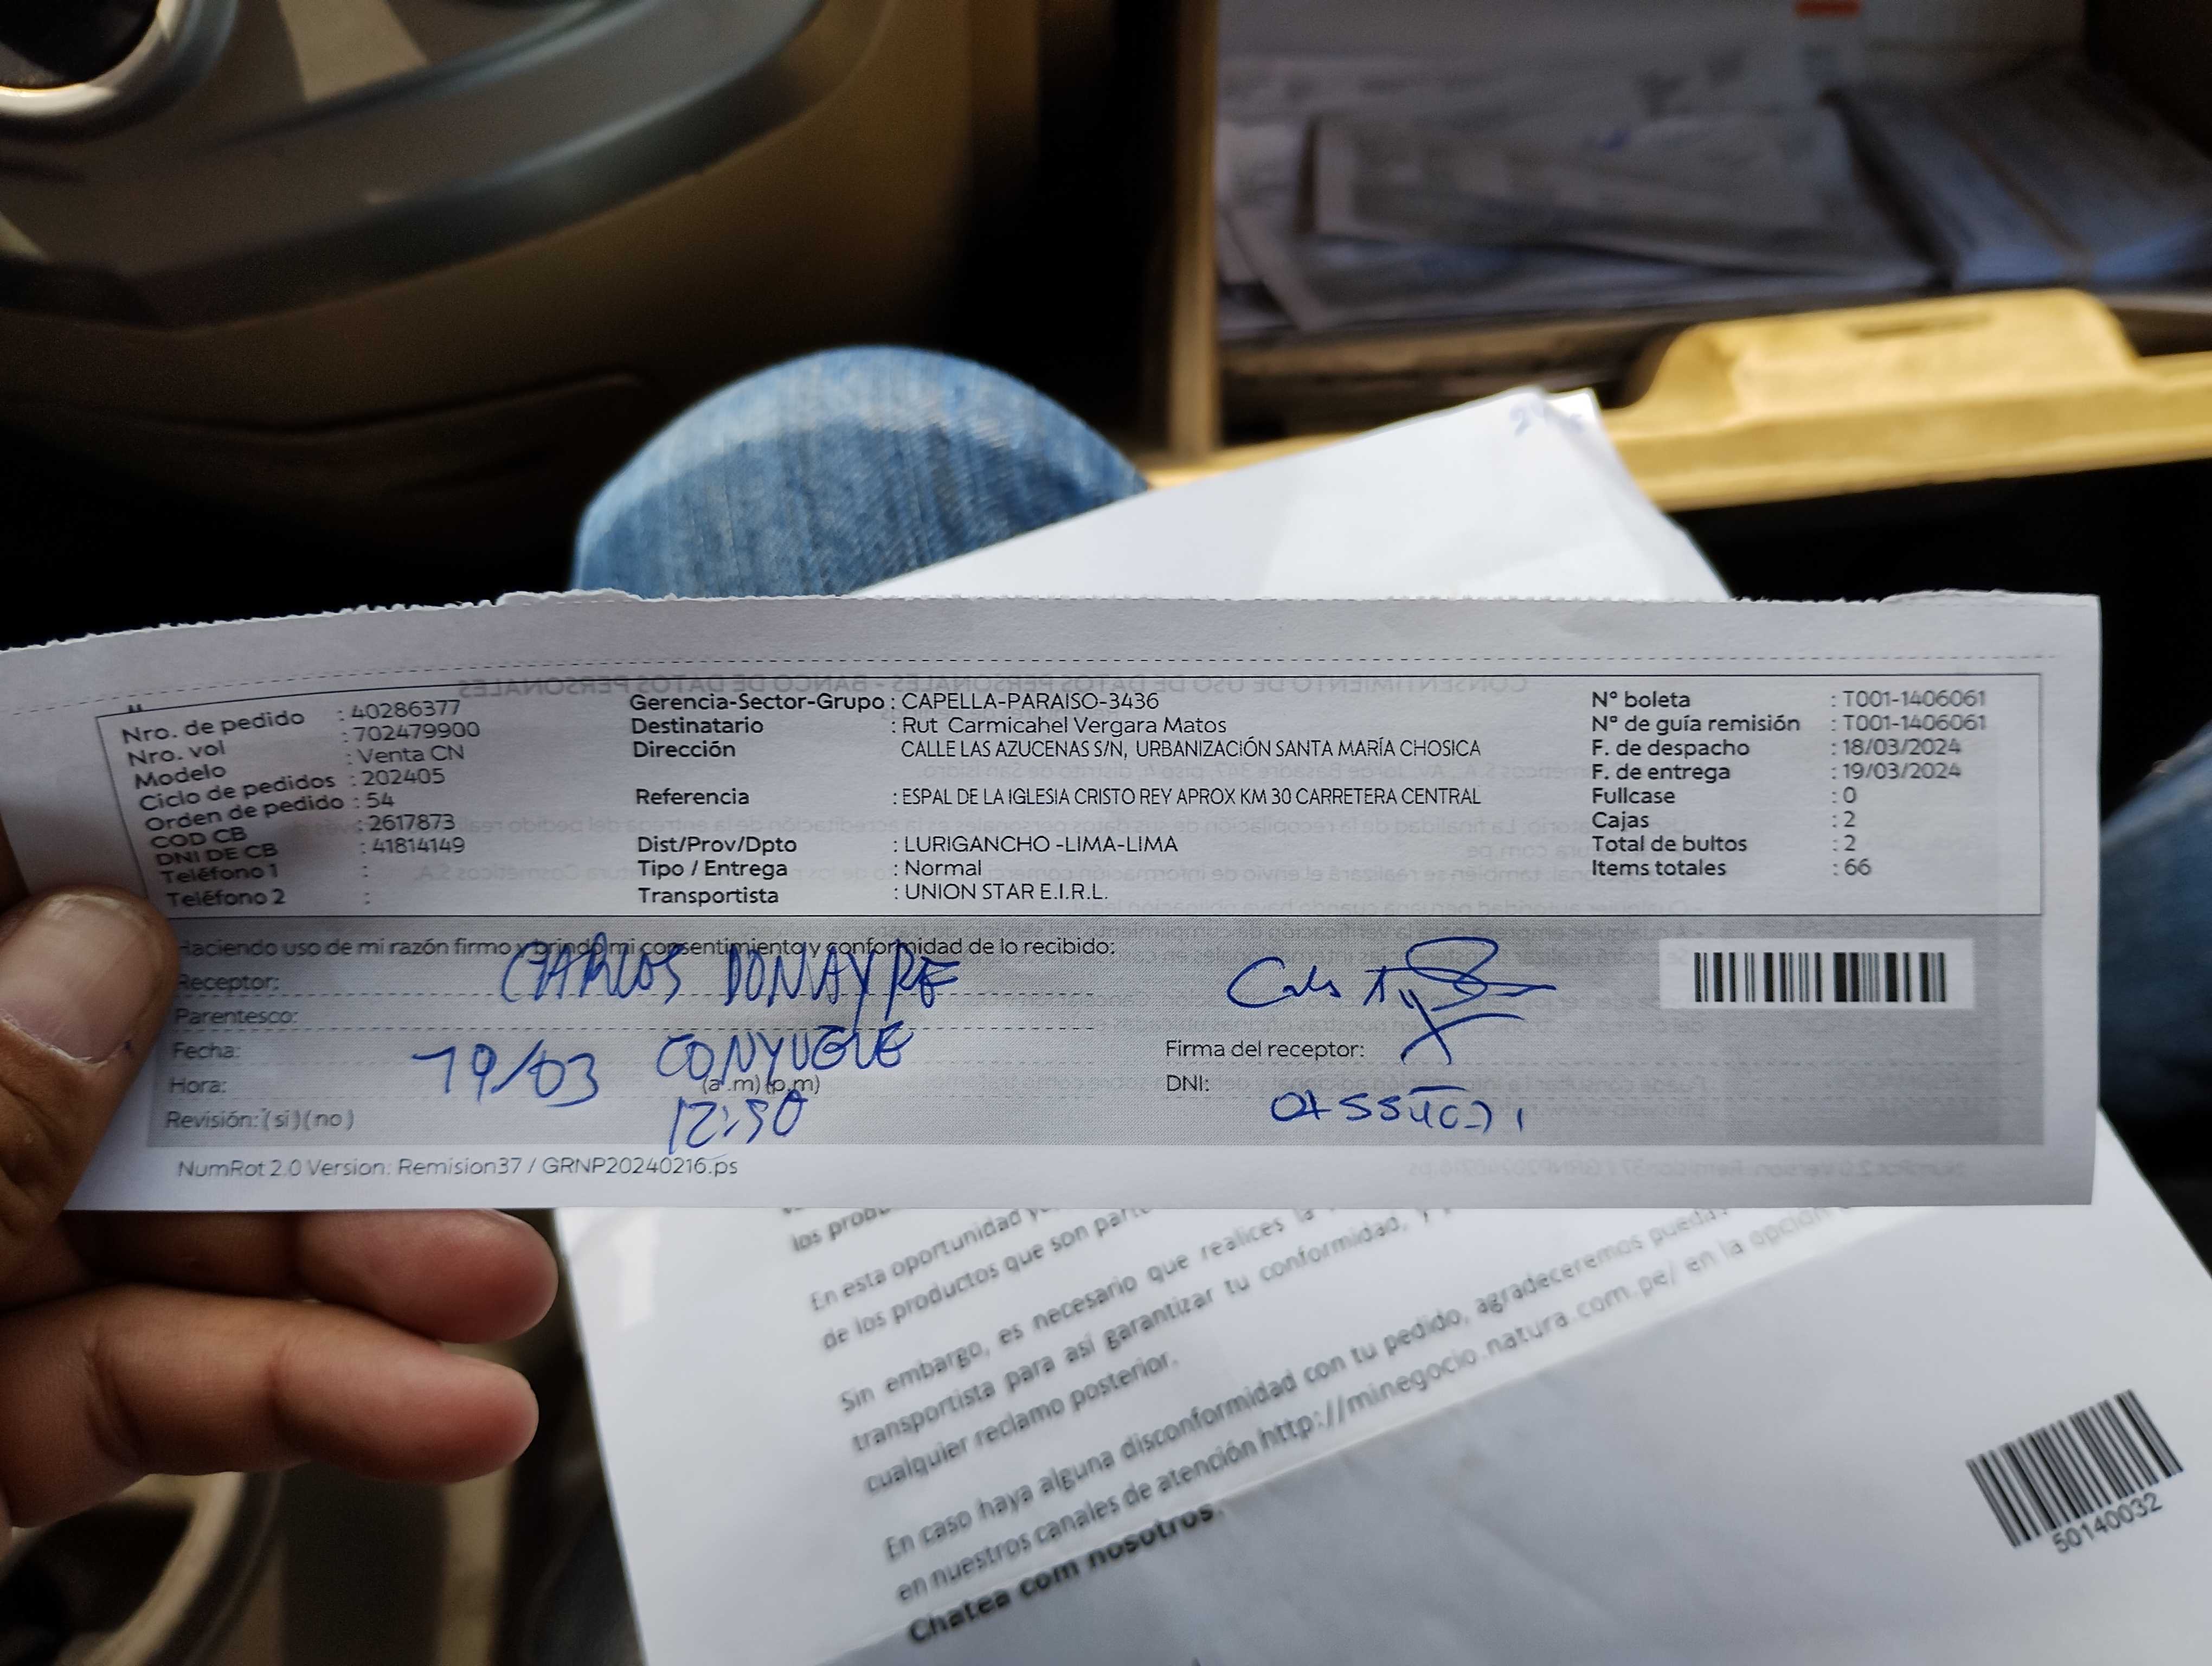 Nro. de pedido : 40286377
Nro. vol : 702479900
Modelo : Venta CN
Ciclo de pedidos : 202405
Orden de pedido : 54
COD CB : 2617873
DNI DE CB : 41814149
Teléfono 1 :
Teléfono 2 :
Gerencia-Sector-Grupo : CAPELLA-PARAISO-3436
Destinatario : Rut Carmicahel Vergara Matos
Dirección CALLE LAS AZUCENAS S/N, URBANIZACIÓN SANTA MARÍA CHOSICA
Referencia : ESPAL DE LA IGLESIA CRISTO REY APROX KM 30 CARRETERA CENTRAL
Dist/Prov/Dpto : LURIGANCHO -LIMA-LIMA
Tipo / Entrega : Normal
Transportista : UNION STAR E.I.R.L.
N° boleta : T001-1406061
N° de guía remisión : T001-1406061
F. de despacho : 18/03/2024
F. de entrega : 19/03/2024
Fullcase : 0
Cajas : 2
Total de bultos : 2
Items totales : 66
Haciendo uso de mi razón firmo y brindo mi consentimiento y conformidad de lo recibido:
Receptor: CARLOS DONAYRE
Parentesco: CONYUGUE
Fecha: 19/03
Hora: 12:30 (a.m) (p.m)
Revisión: (si) (no)
Firma del receptor:
DNI:
NumRot 2.0 Version: Remision37 / GRNP20240216.ps
los prob
En esta oportunidad
de los productos que son parte
Sin embargo, es necesario que realices la
transportista para así garantizar tu conformidad, y
cualquier reclamo posterior.
En caso haya alguna disconformidad con tu pedido, agradeceremos pueda
en nuestros canales de atención http://minegocio.natura.com.pe/ en la opción
Chatea com nosotros.
50140032